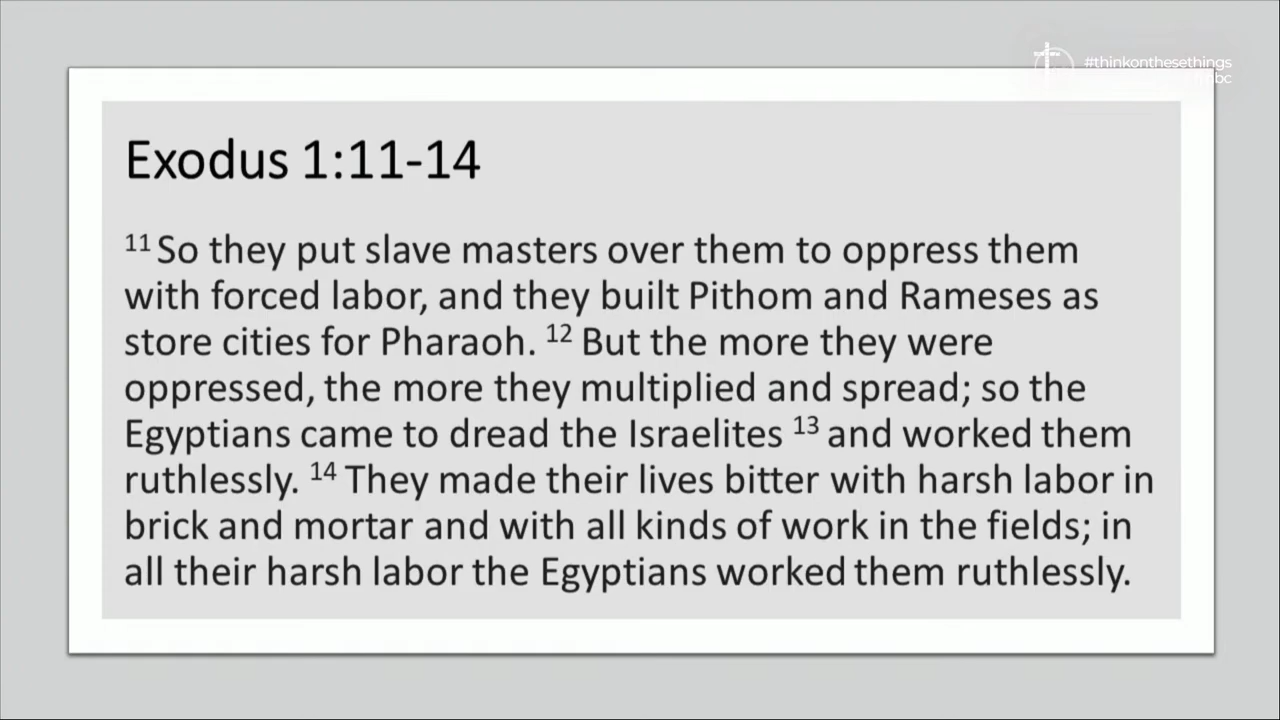 #thinkonthesethings
Exodus 1:11-14
11 So they put slave masters over them to oppress them
with forced labor, and they built Pithom and Rameses as
store cities for Pharaoh. 12 But the more they were
oppressed, the more they multiplied and spread; so the
Egyptians came to dread the Israelites 13 and worked them
ruthlessly. 14 They made their lives bitter with harsh labor in
brick and mortar and with all kinds of work in the fields; in
all their harsh labor the Egyptians worked them ruthlessly.